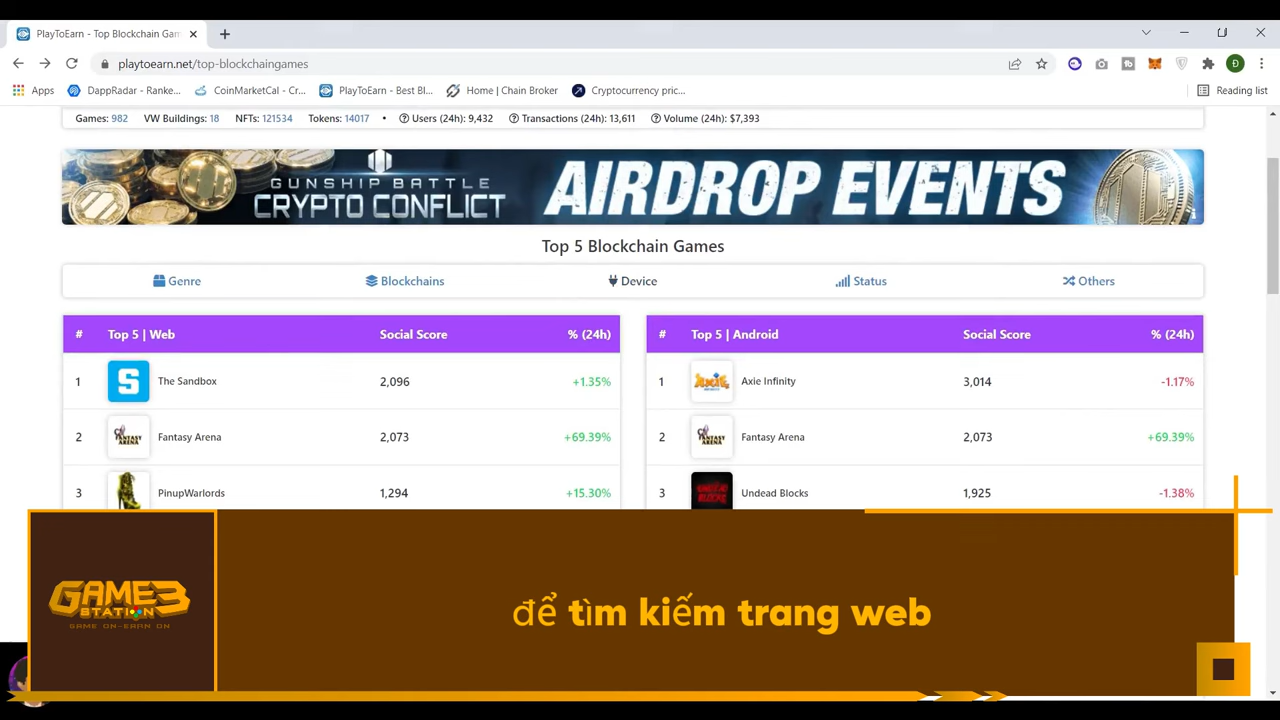 PlayToEarn - Top Blockchain Gam
playtoearn.net/top-blockchaingames
Apps DappRadar - Ranke... CoinMarketCal - Cr... PlayToEarn - Best Bl... Home | Chain Broker Cryptocurrency pric... Reading list
Games: 982 VW Buildings: 18 NFTs: 121534 Tokens: 14017 • Users (24h): 9,432 Transactions (24h): 13,611 Volume (24h): $7,393
GUNSHIP BATTLE
CRYPTO CONFLICT
AIRDROP EVENTS
Top 5 Blockchain Games
Genre Blockchains Device Status Others
# Top 5 | Web Social Score % (24h)
1 The Sandbox 2,096 +1.35%
2 Fantasy Arena 2,073 +69.39%
3 PinupWarlords 1,294 +15.30%
# Top 5 | Android Social Score % (24h)
1 Axie Infinity 3,014 -1.17%
2 Fantasy Arena 2,073 +69.39%
3 Undead Blocks 1,925 -1.38%
GAME3
STATION
GAME ON-EARN ON
để tìm kiếm trang web